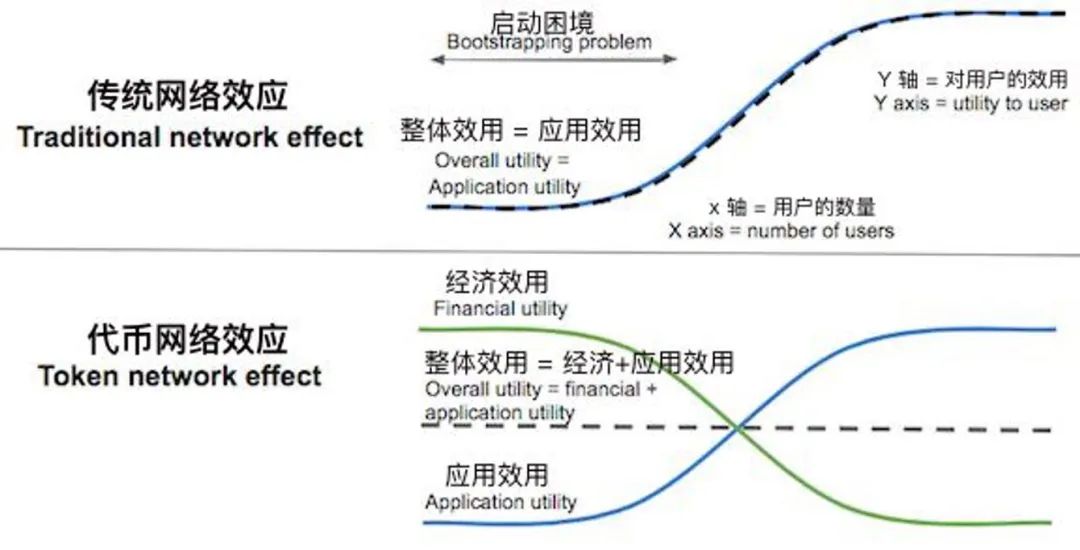 启动困境
Bootstrapping problem
传统网络效应
Traditional network effect
Y 轴 = 对用户的效用
Y axis = utility to user
整体效用 = 应用效用
Overall utility =
Application utility
x 轴 = 用户的数量
X axis = number of users
经济效用
Financial utility
代币网络效应
Token network effect
整体效用 = 经济+应用效用
Overall utility = financial +
application utility
应用效用
Application utility